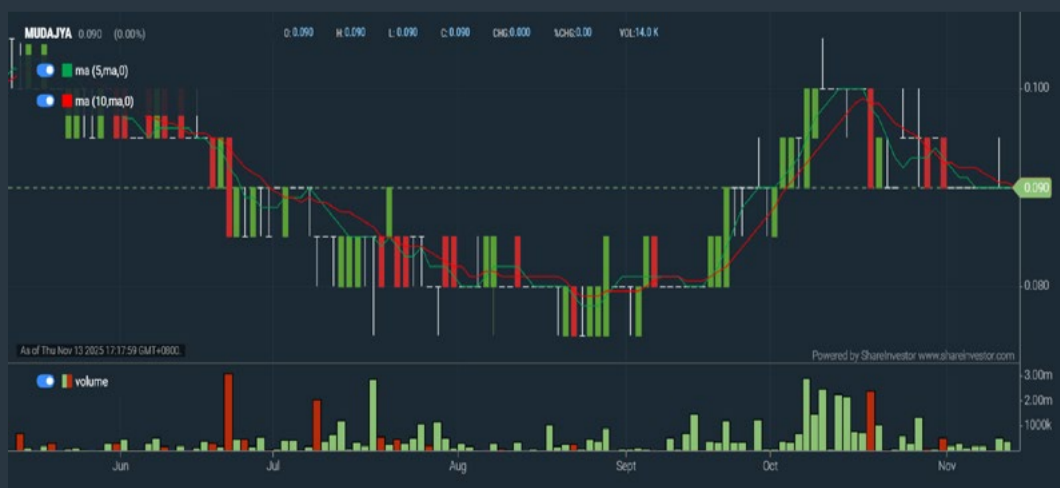 MUDAJYA 0.090 (0.00%) O: 0.090 H: 0.090 L: 0.090 C: 0.090 CHG:0.000 %CHG:0.00 VOL:14.0 K
ma (5,ma,0)
ma (10,ma,0)
0.100
0.090
0.080
As of Thu Nov 13 2025 17:17:59 GMT+0800.
Powered by ShareInvestor www.shareinvestor.com
volume
3.00m
2.00m
1000k
Jun Jul Aug Sept Oct Nov